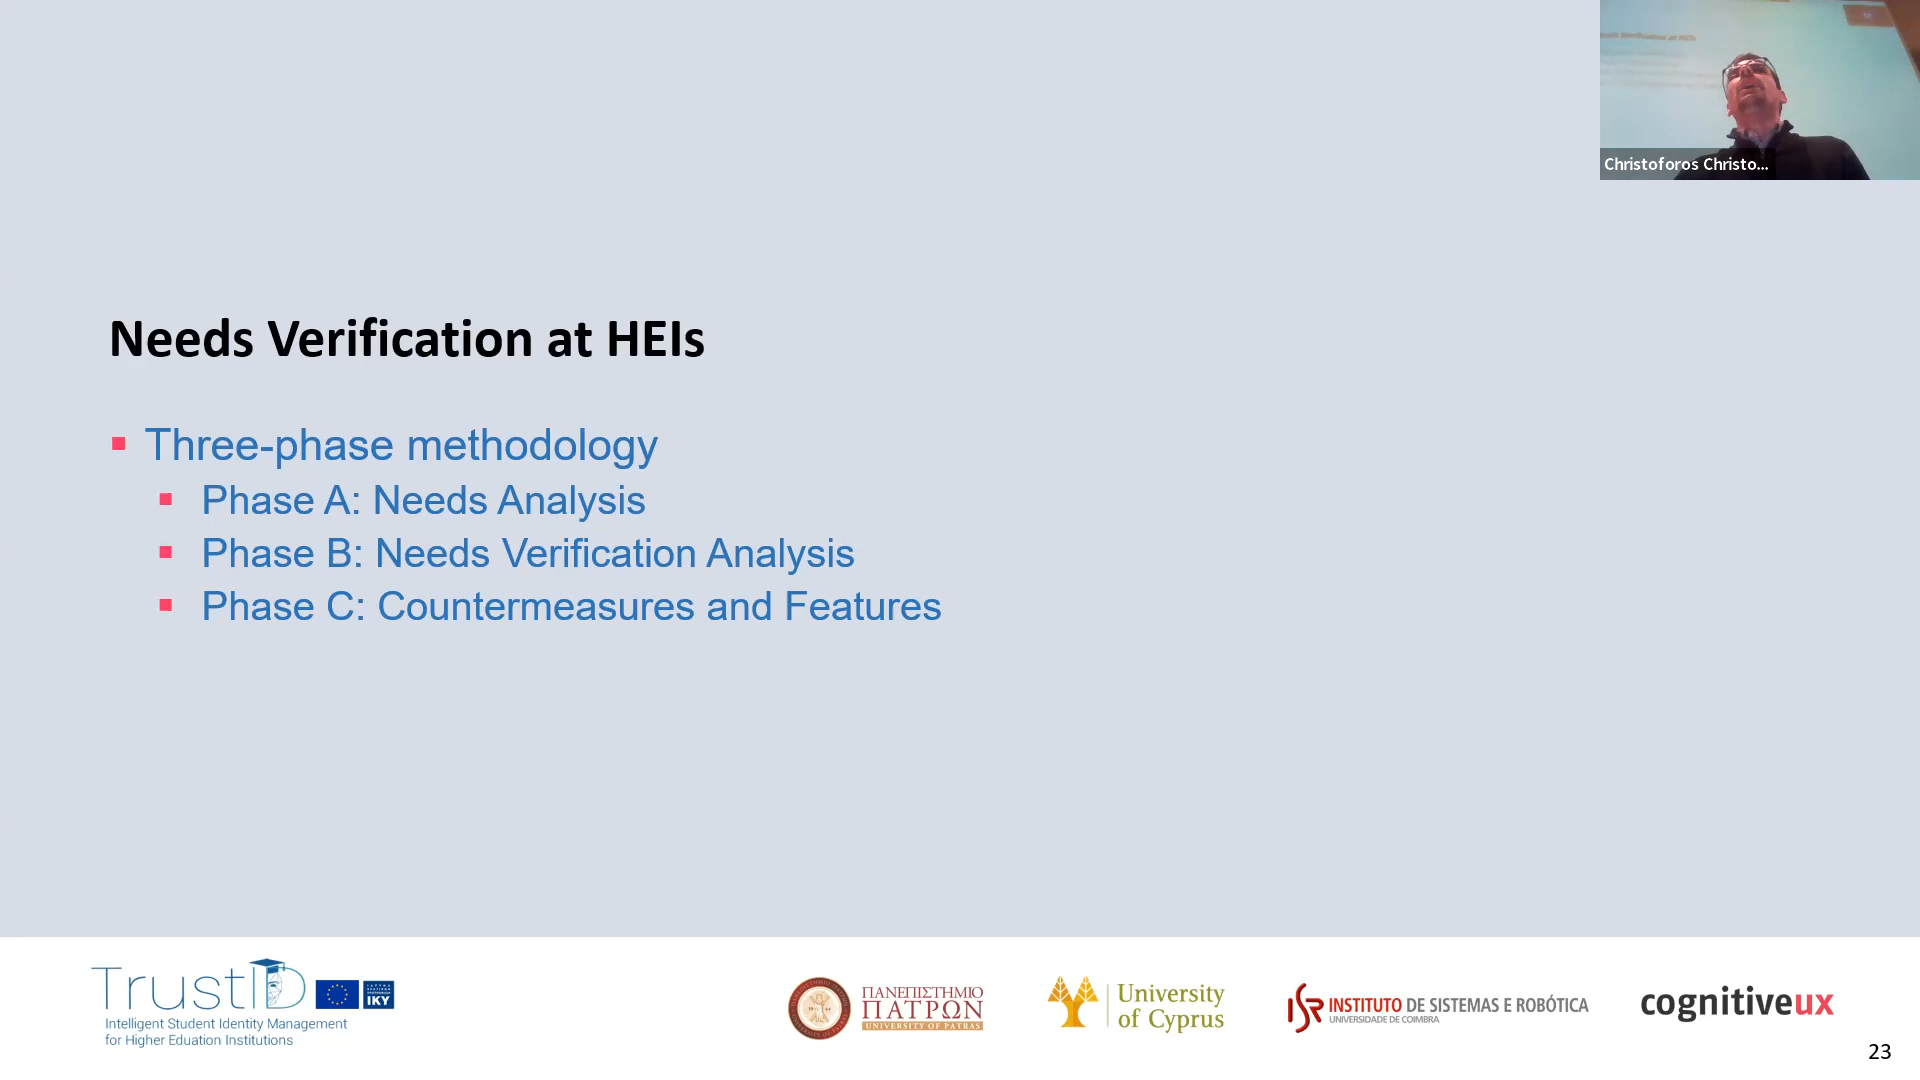 Christoforos Christo...
Needs Verification at HEIs
Three-phase methodology
Phase A: Needs Analysis
Phase B: Needs Verification Analysis
Phase C: Countermeasures and Features
TrustID
IKY
Intelligent Student Identity Management
for Higher Eduation Institutions
ΠΑΝΕΠΙΣΤΗΜΙΟ
ΠΑΤΡΩΝ
UNIVERSITY OF PATRAS
University
of Cyprus
ISR
INSTITUTO DE SISTEMAS E ROBÓTICA
UNIVERSIDADE DE COIMBRA
cognitiveux
23